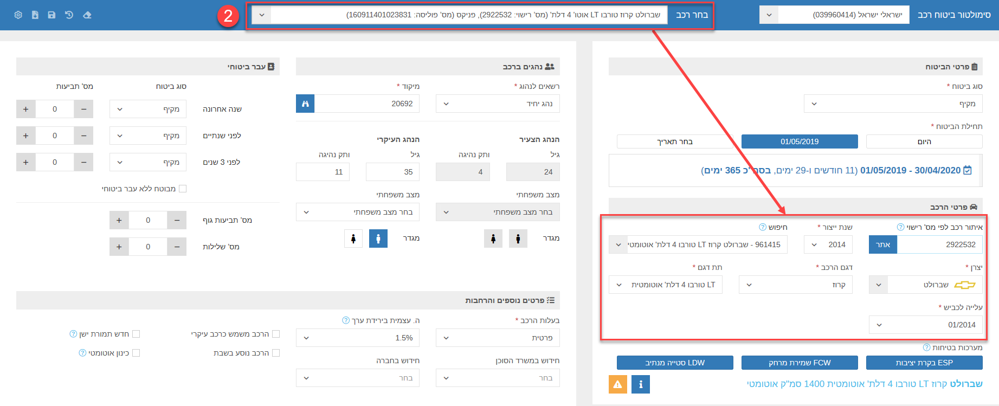 סימולטור ביטוח רכב
ישראלי ישראל (039960414)
בחר רכב
שברולט קרוז טורבו LT אוטו' 4 דלת' (מס' רישוי: 2922532), פניקס (מס' פוליסה: 160911401023831)
2
פרטי הביטוח
סוג ביטוח *
מקיף
תחילת הביטוח *
היום
01/05/2019
בחר תאריך
01/05/2019 - 30/04/2020 (11 חודשים ו-29 ימים, בסה"כ 365 ימים)
פרטי הרכב
איתור רכב לפי מס' רישוי
שנת ייצור *
חיפוש
2922532
אתר
2014
961415 - שברולט קרוז LT טורבו 4 דלת' אוטומטי
יצרן *
דגם הרכב *
תת דגם *
שברולט
קרוז
LT טורבו 4 דלת' אוטומטית
עלייה לכביש *
01/2014
מערכות בטיחות
ESP בקרת יציבות
FCW שמירת מרחק
LDW סטייה מנתיב
שברולט קרוז LT טורבו 4 דלת' אוטומטית 1400 סמ"ק אוטומטי
נהגים ברכב
רשאים לנהוג *
מיקוד *
נהג יחיד
20692
הנהג הצעיר
הנהג העיקרי
גיל
ותק נהיגה
גיל
ותק נהיגה
24
4
35
11
מצב משפחתי
מצב משפחתי
בחר מצב משפחתי
בחר מצב משפחתי
מגדר
מגדר
עבר ביטוחי
סוג ביטוח
מס' תביעות
שנה אחרונה
מקיף
− 0 +
לפני שנתיים
מקיף
− 0 +
לפני 3 שנים
מקיף
− 0 +
מבוטח ללא עבר ביטוחי
מס' תביעות גוף
− 0 +
מס' שלילות
− 0 +
פרטים נוספים והרחבות
בעלות הרכב *
ה. עצמית בירידת ערך
פרטית
1.5%
הרכב משמש כרכב עיקרי
חדש תמורת ישן
הרכב נוסע בשבת
כינון אוטומטי
חידוש במשרד הסוכן
חידוש בחברה
בחר
בחר